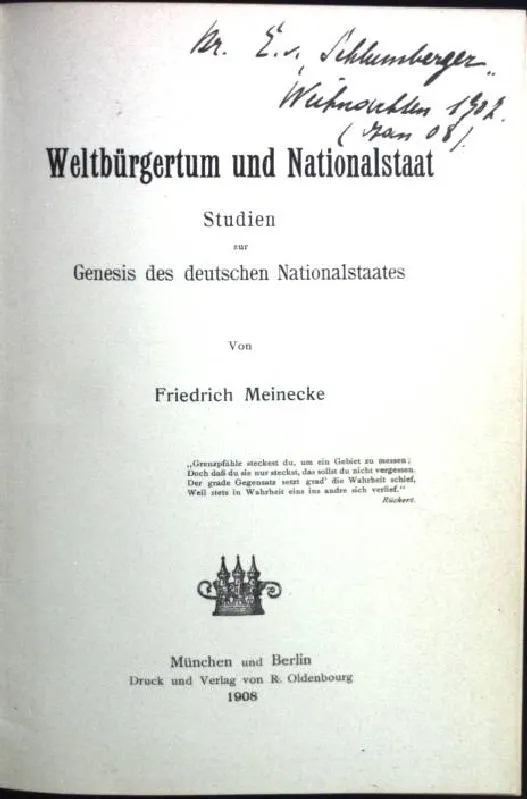 Dr. E. v. Schlumberger
Weihnachten 1907.
(Jan 08).
Weltbürgertum und Nationalstaat
Studien
zur
Genesis des deutschen Nationalstaates
Von
Friedrich Meinecke
„Grenzpfähle steckest du, um ein Gebiet zu messen;
Doch daß du sie nur steckst, das sollst du nicht vergessen.
Der grade Gegensatz setzt grad' die Wahrheit schief,
Weil stets in Wahrheit eins ins andre sich verlief.“
Rückert.
München und Berlin
Druck und Verlag von R. Oldenbourg
1908